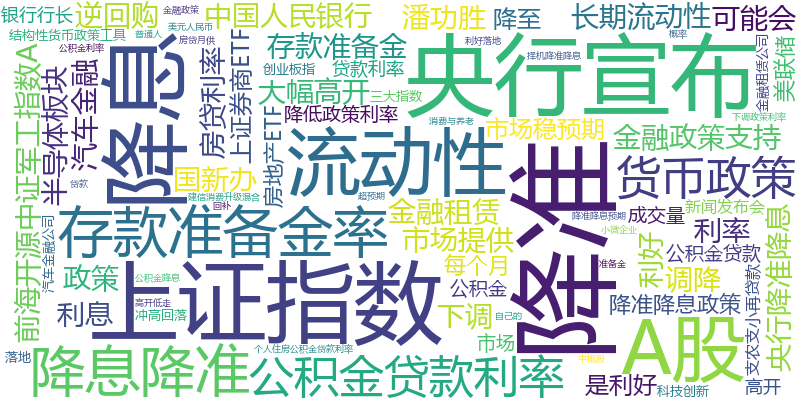 银行行长
逆回购
金融政策
美元人民币
中国人民银行
潘功胜
降至
长期流动性
可能会
结构性货币政策工具
普通人
房贷月供
利好落地
择机降准降息
概率
公积金利率
存款准备金
创业板指
贷款利率
央行宣布
金融租赁公司
美联储
前海开源中证军工指数A
半导体板块
汽车金融
降息
房贷利率
上证券商ETF
大幅高开
三大指数
降低政策利率
房地产ETF
消费与养老
市场稳预期
下调政策利率
金融政策支持
贷款
国新办
建信消费升级混合
回补
流动性
超预期
降准
货币政策
存款准备金率
金融租赁
市场提供
每个月
降准降息预期
小微企业
成交量
新闻发布会
利率
支农支小再贷款
央行降准降息
汽车金融公司
政策
公积金降息
高开低走
冲高回落
利息
上证指数
公积金
下调
自己的
准备金
利好
公积金贷款
调降
降准降息政策
落地
降息降准
个人住房公积金贷款利率
公积金贷款利率
市场
中概股
是利好
A股
科技创新
高开